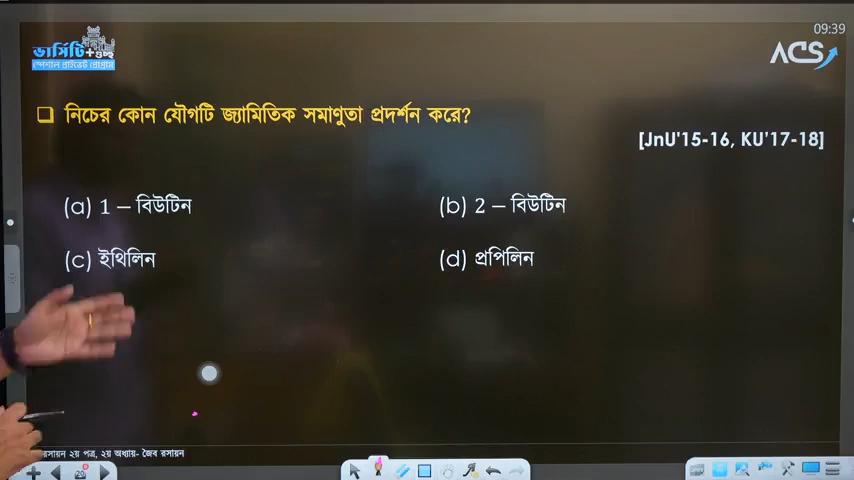 09:39
ভার্সিটি+গুচ্ছ
স্পেশাল প্রাইভেট প্রোগ্রাম
ACS
নিচের কোন যৌগটি জ্যামিতিক সমাণুতা প্রদর্শন করে?
[JnU'15-16, KU'17-18]
(a) 1 – বিউটিন
(b) 2 – বিউটিন
(c) ইথিলিন
(d) প্রপিলিন
রসায়ন ২য় পত্র, ২য় অধ্যায়- জৈব রসায়ন